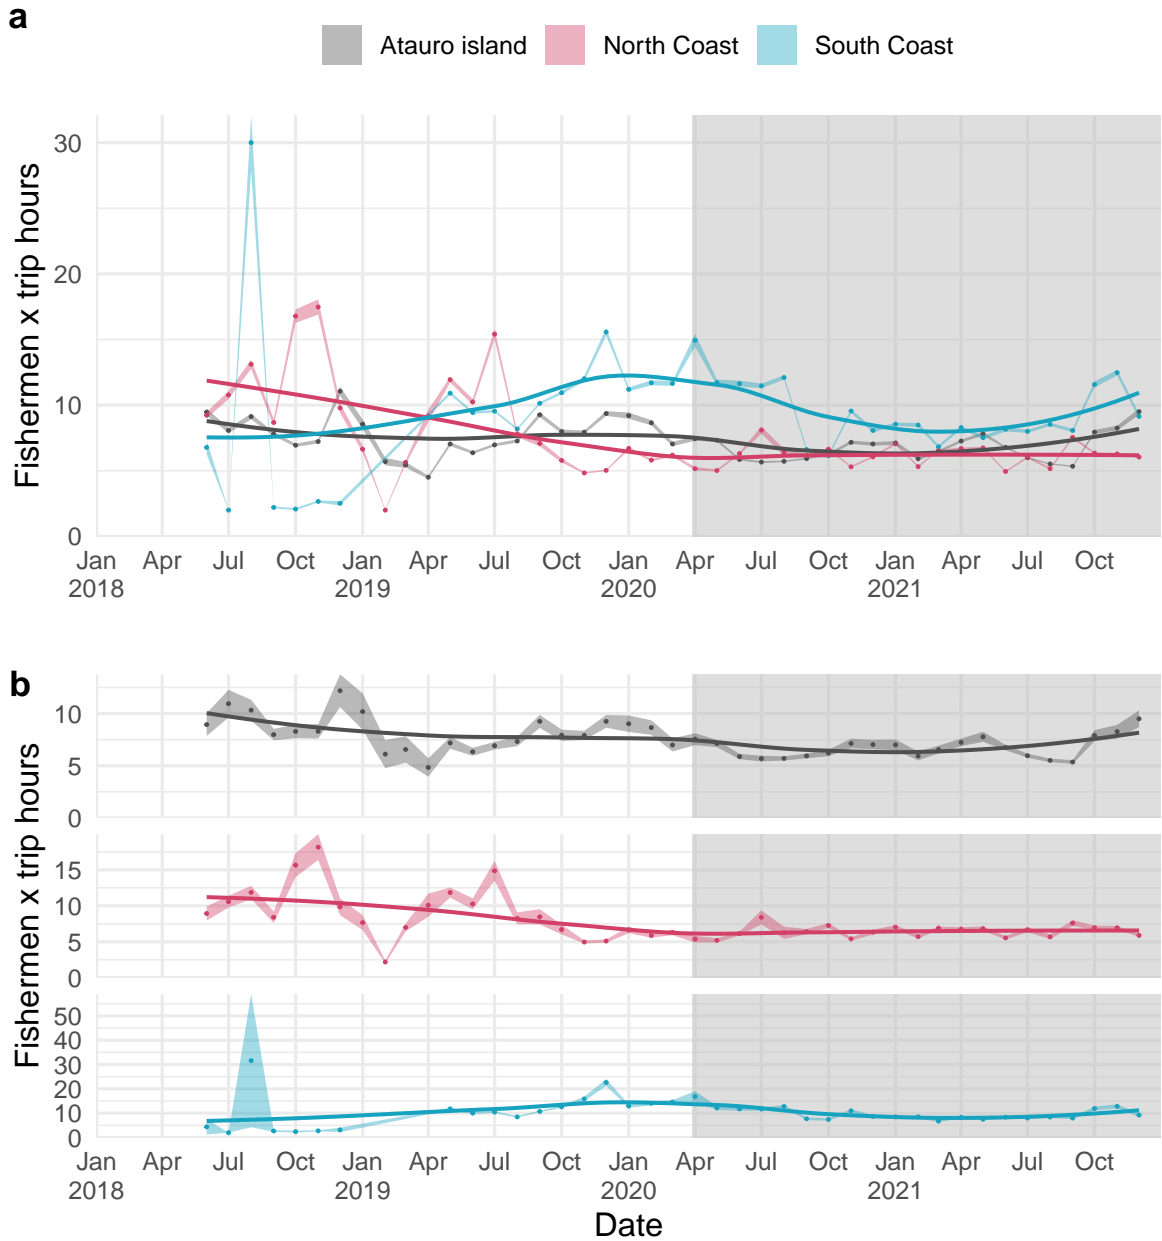 a
Atauro island North Coast South Coast
Fishermen x trip hours
30
20
10
0
Jan Apr Jul Oct Jan Apr Jul Oct Jan Apr Jul Oct Jan Apr Jul Oct
2018 2019 2020 2021
b
Fishermen x trip hours
10
5
0
15
10
5
0
50
40
30
20
10
0
Jan Apr Jul Oct Jan Apr Jul Oct Jan Apr Jul Oct Jan Apr Jul Oct
2018 2019 2020 2021
Date